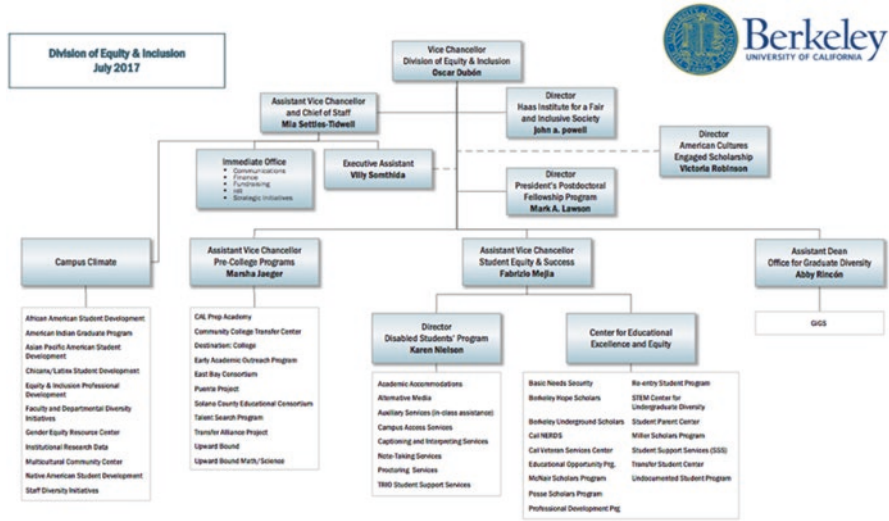 Division of Equity & Inclusion
July 2017
Vice Chancellor
Division of Equity & Inclusion
Oscar Dubón
Berkeley
UNIVERSITY OF CALIFORNIA
Assistant Vice Chancellor
and Chief of Staff
Mia Settles-Tidwell
Director
Haas Institute for a Fair
and Inclusive Society
john a. powell
Director
American Cultures
Engaged Scholarship
Victoria Robinson
Immediate Office
• Communications
• Finance
• Fundraising
• HR
• Strategic Initiatives
Executive Assistant
Villy Somthida
Director
President's Postdoctoral
Fellowship Program
Mark A. Lawson
Campus Climate
Assistant Vice Chancellor
Pre-College Programs
Marsha Jaeger
Assistant Vice Chancellor
Student Equity & Success
Fabrizio Mejia
Assistant Dean
Office for Graduate Diversity
Abby Rincón
African American Student Development
American Indian Graduate Program
Asian Pacific American Student
Development
Chicanx/Latinx Student Development
Equity & Inclusion Professional
Development
Faculty and Departmental Diversity
Initiatives
Gender Equity Resource Center
Institutional Research Data
Multicultural Community Center
Native American Student Development
Staff Diversity Initiatives
CAL Prep Academy
Community College Transfer Center
Destination: College
Early Academic Outreach Program
East Bay Consortium
Puente Project
Solano County Educational Consortium
Talent Search Program
Transfer Alliance Project
Upward Bound
Upward Bound Math/Science
Director
Disabled Students' Program
Karen Nielson
Center for Educational
Excellence and Equity
GiGS
Academic Accommodations
Alternative Media
Auxiliary Services (in-class assistance)
Campus Access Services
Captioning and Interpreting Services
Note-Taking Services
Proctoring Services
TRIO Student Support Services
Basic Needs Security
Berkeley Hope Scholars
Berkeley Underground Scholars
Cal NERDS
Cal Veteran Services Center
Educational Opportunity Prg.
McNair Scholars Program
Posse Scholars Program
Professional Development Prg
Re-entry Student Program
STEM Center for
Undergraduate Diversity
Student Parent Center
Miller Scholars Program
Student Support Services (SSS)
Transfer Student Center
Undocumented Student Program